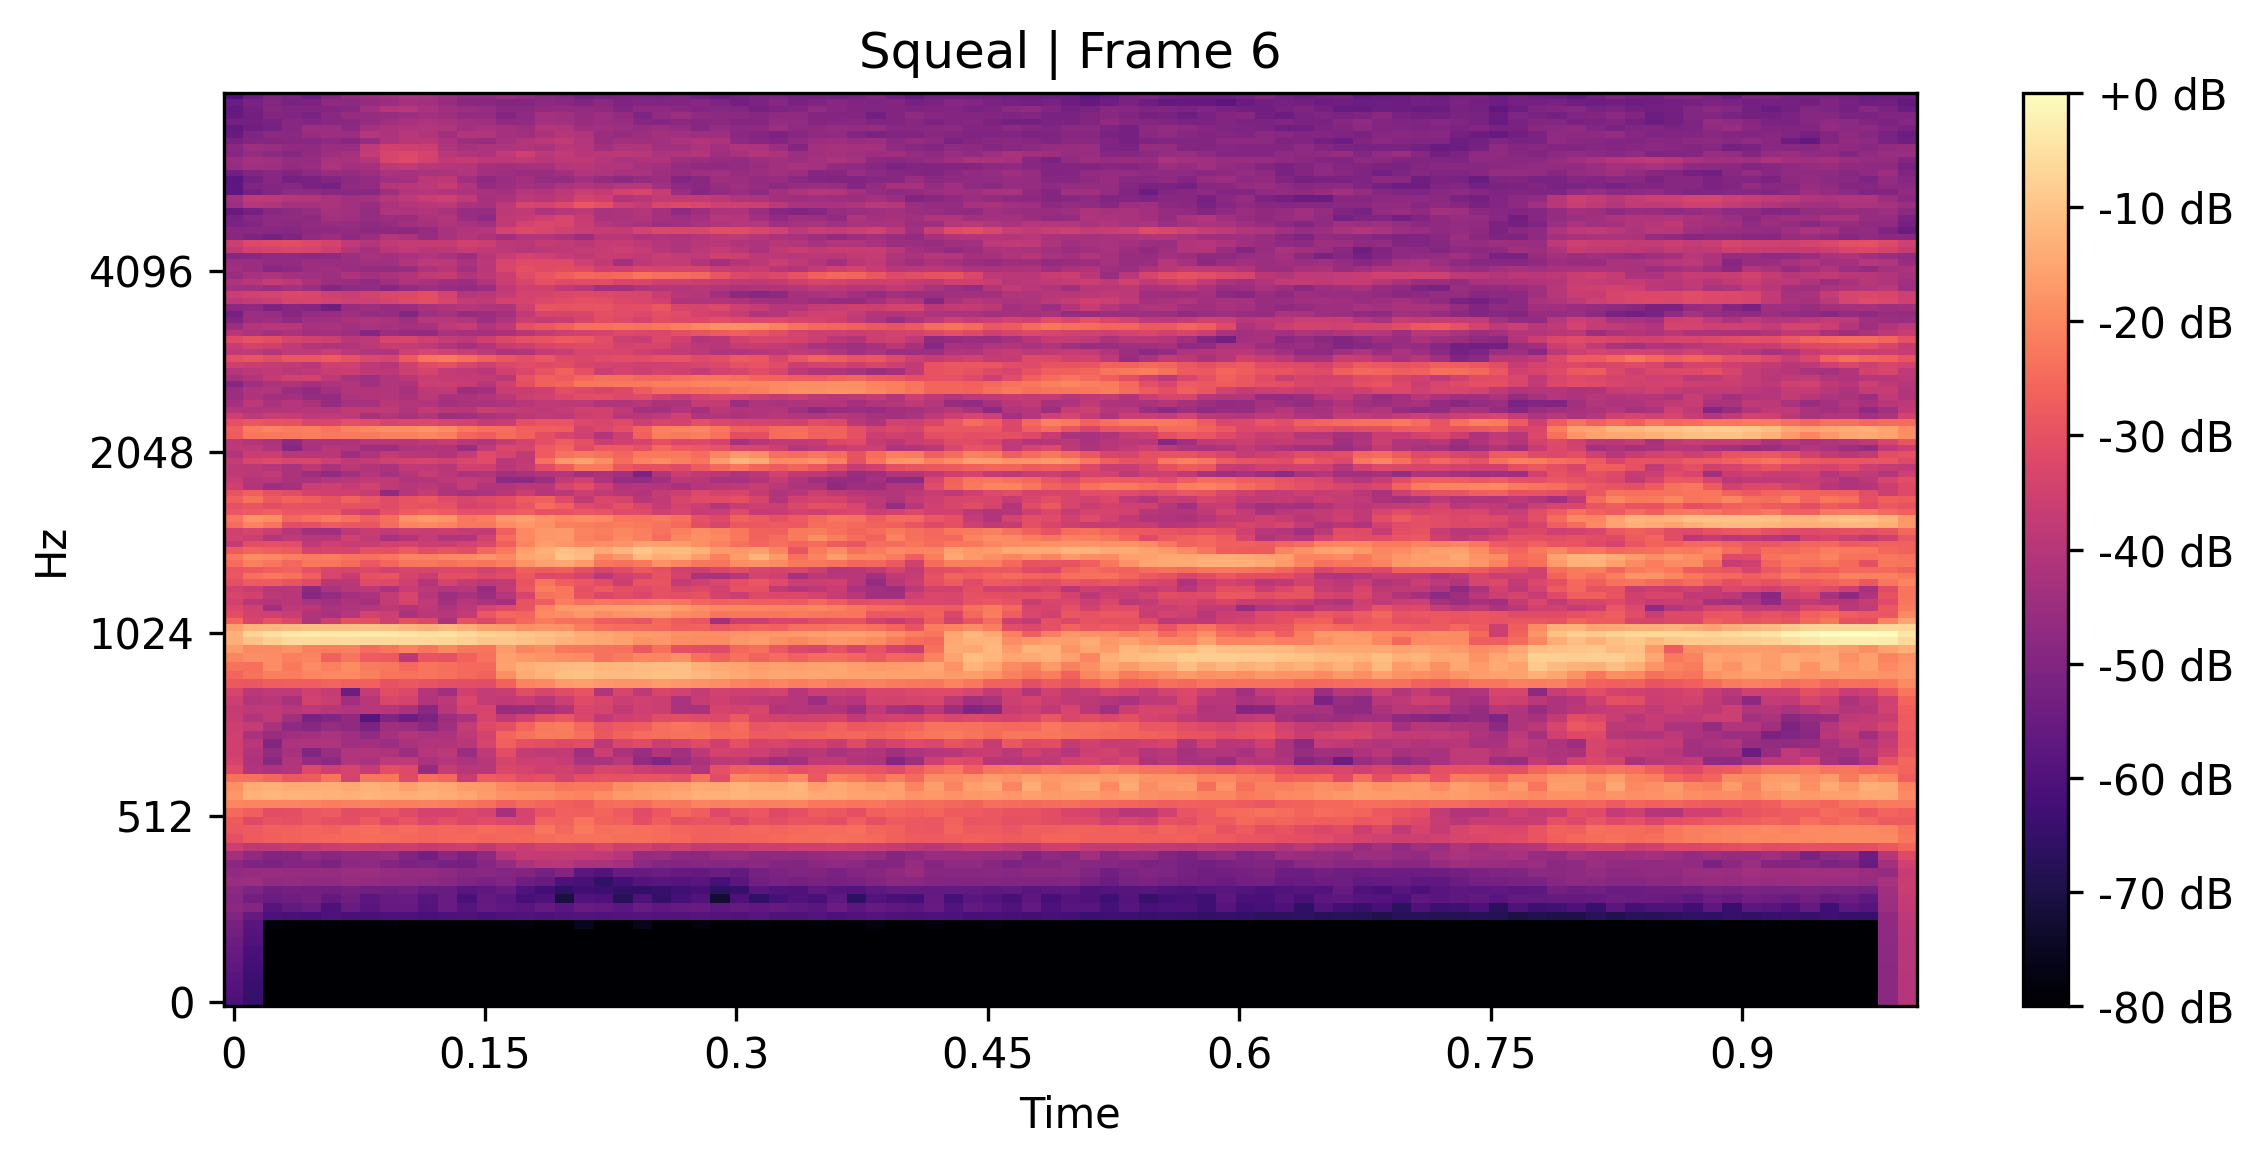 Squeal | Frame 6
+0 dB
-10 dB
-20 dB
-30 dB
-40 dB
-50 dB
-60 dB
-70 dB
-80 dB
Hz
4096
2048
1024
512
0
0 0.15 0.3 0.45 0.6 0.75 0.9
Time